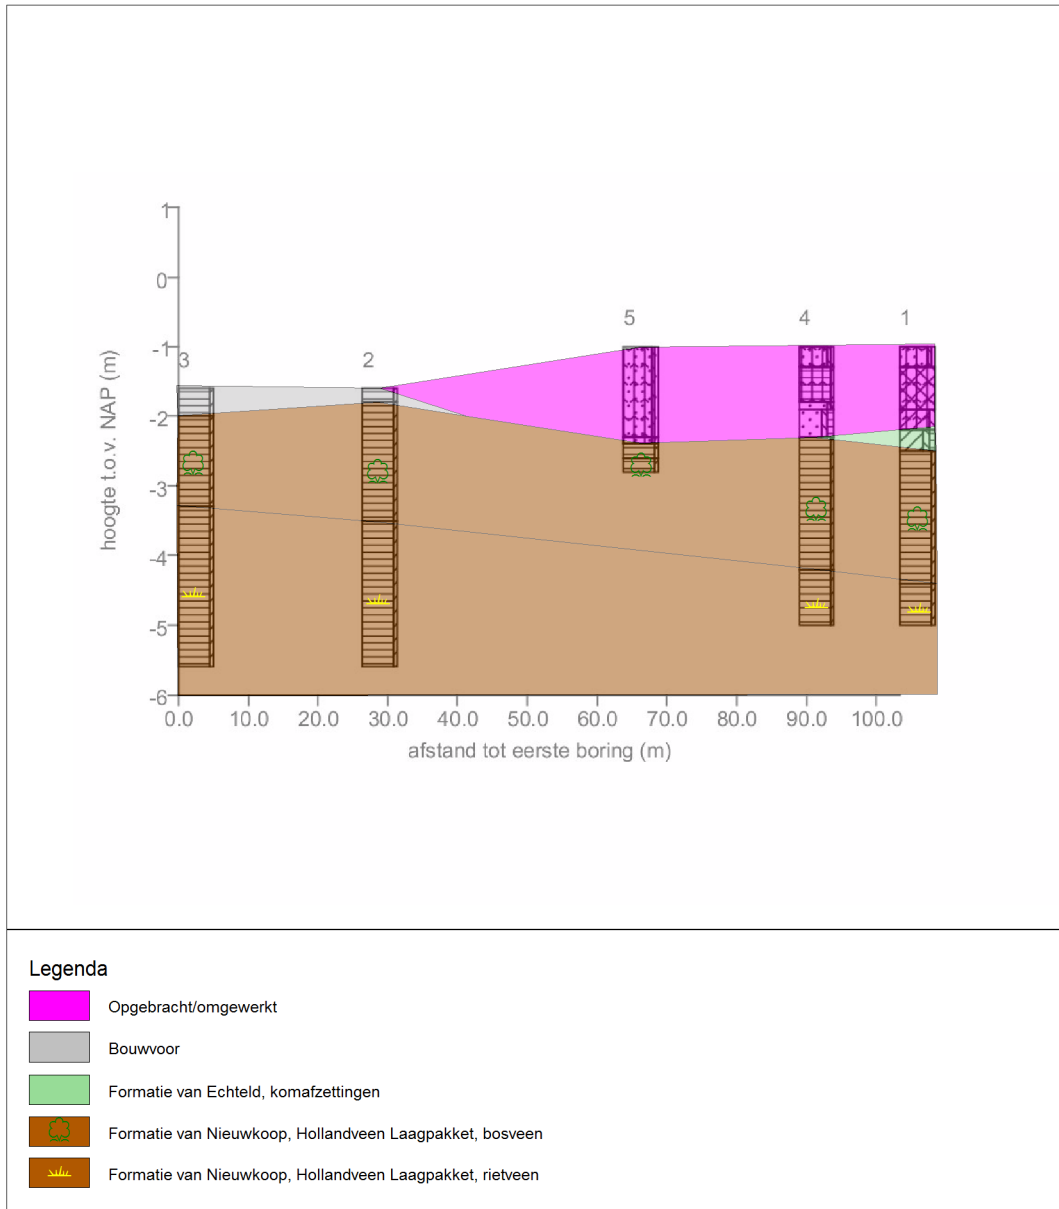 1
0
-1
-2
-3
-4
-5
-6
hoogte t.o.v. NAP (m)
3
2
5
4
1
0.0 10.0 20.0 30.0 40.0 50.0 60.0 70.0 80.0 90.0 100.0
afstand tot eerste boring (m)
Legenda
Opgebracht/omgewerkt
Bouwvoor
Formatie van Echteld, komafzettingen
Formatie van Nieuwkoop, Hollandveen Laagpakket, bosveen
Formatie van Nieuwkoop, Hollandveen Laagpakket, rietveen